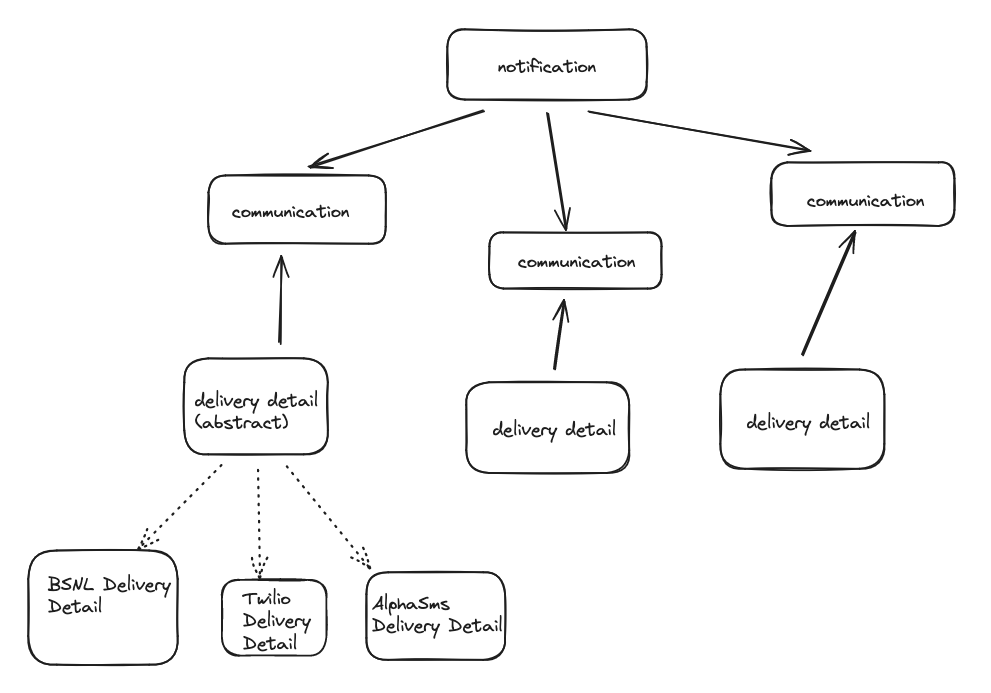 notification
communication
communication
communication
delivery detail
(abstract)
delivery detail
delivery detail
BSNL Delivery
Detail
Twilio
Delivery
Detail
AlphaSms
Delivery Detail